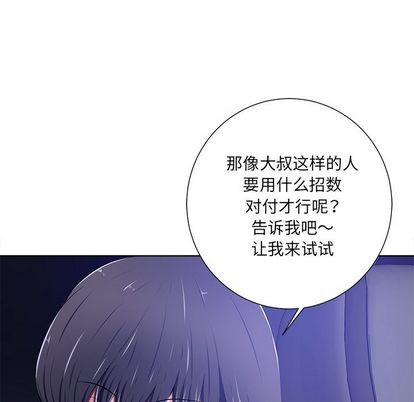 那像大叔这样的人
要用什么招数
对付才行呢？
告诉我吧～
让我来试试